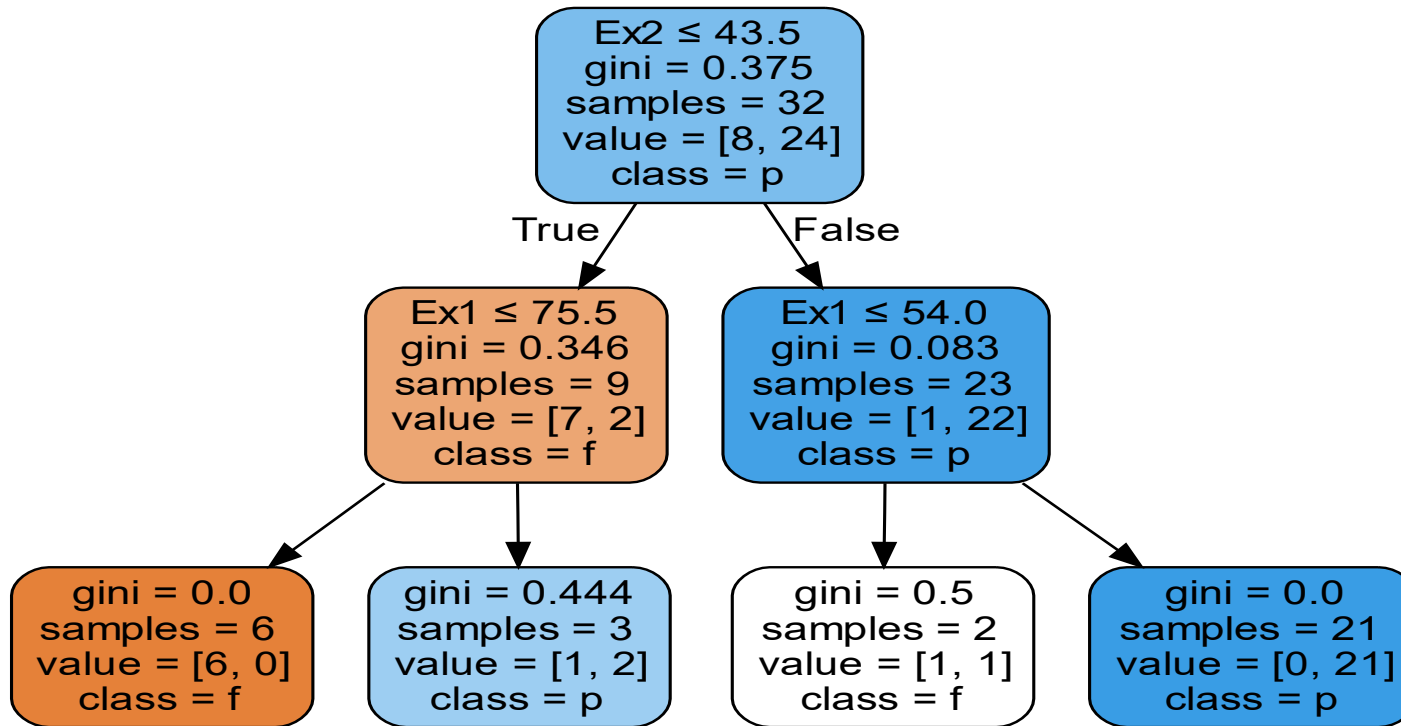 Ex2 ≤ 43.5
gini = 0.375
samples = 32
value = [8, 24]
class = p
True
False
Ex1 ≤ 75.5
gini = 0.346
samples = 9
value = [7, 2]
class = f
Ex1 ≤ 54.0
gini = 0.083
samples = 23
value = [1, 22]
class = p
gini = 0.0
samples = 6
value = [6, 0]
class = f
gini = 0.444
samples = 3
value = [1, 2]
class = p
gini = 0.5
samples = 2
value = [1, 1]
class = f
gini = 0.0
samples = 21
value = [0, 21]
class = p